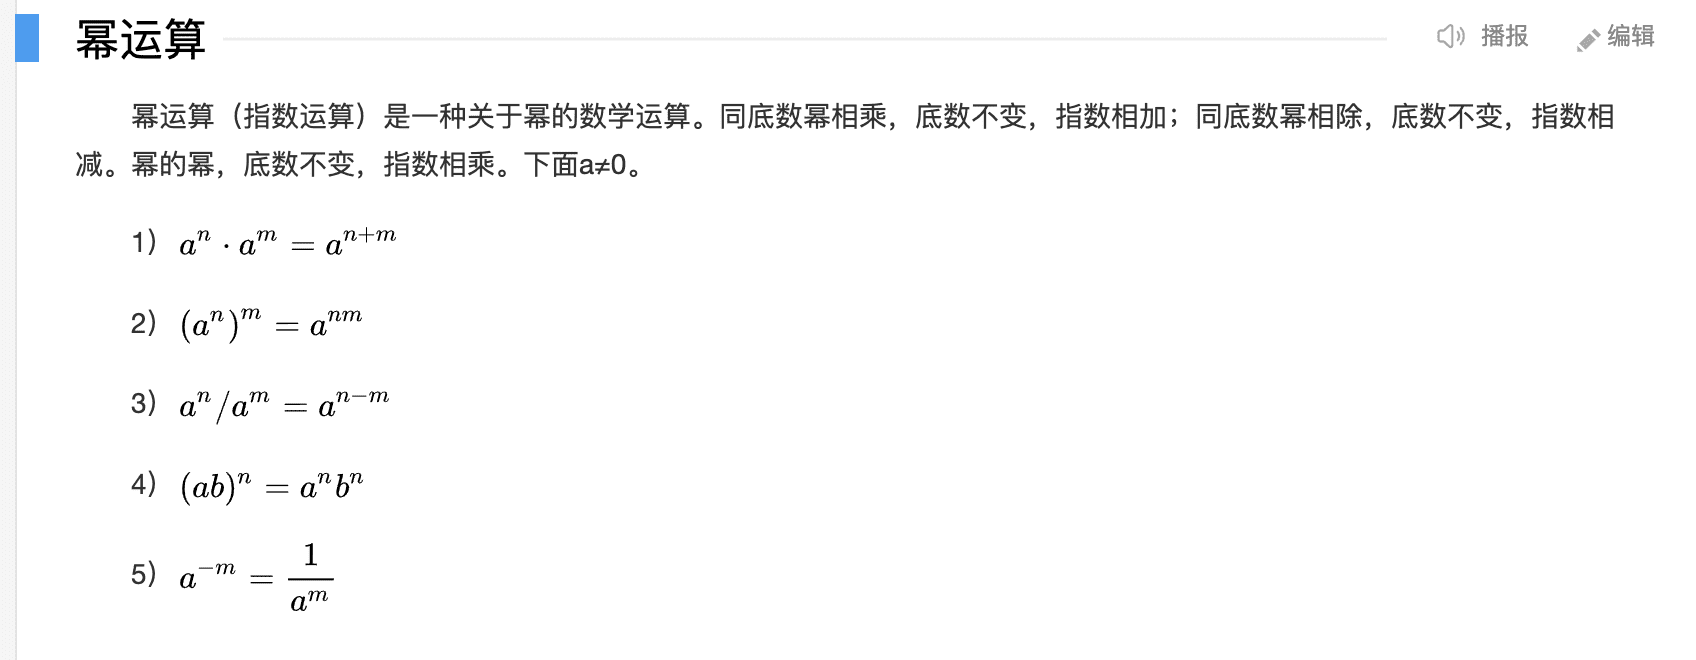 幂运算 播报 编辑
幂运算（指数运算）是一种关于幂的数学运算。同底数幂相乘，底数不变，指数相加；同底数幂相除，底数不变，指数相
减。幂的幂，底数不变，指数相乘。下面a≠0。
1） $a^n \cdot a^m = a^{n+m}$
2） $(a^n)^m = a^{nm}$
3） $a^n/a^m = a^{n-m}$
4） $(ab)^n = a^n b^n$
5） $a^{-m} = \frac{1}{a^m}$